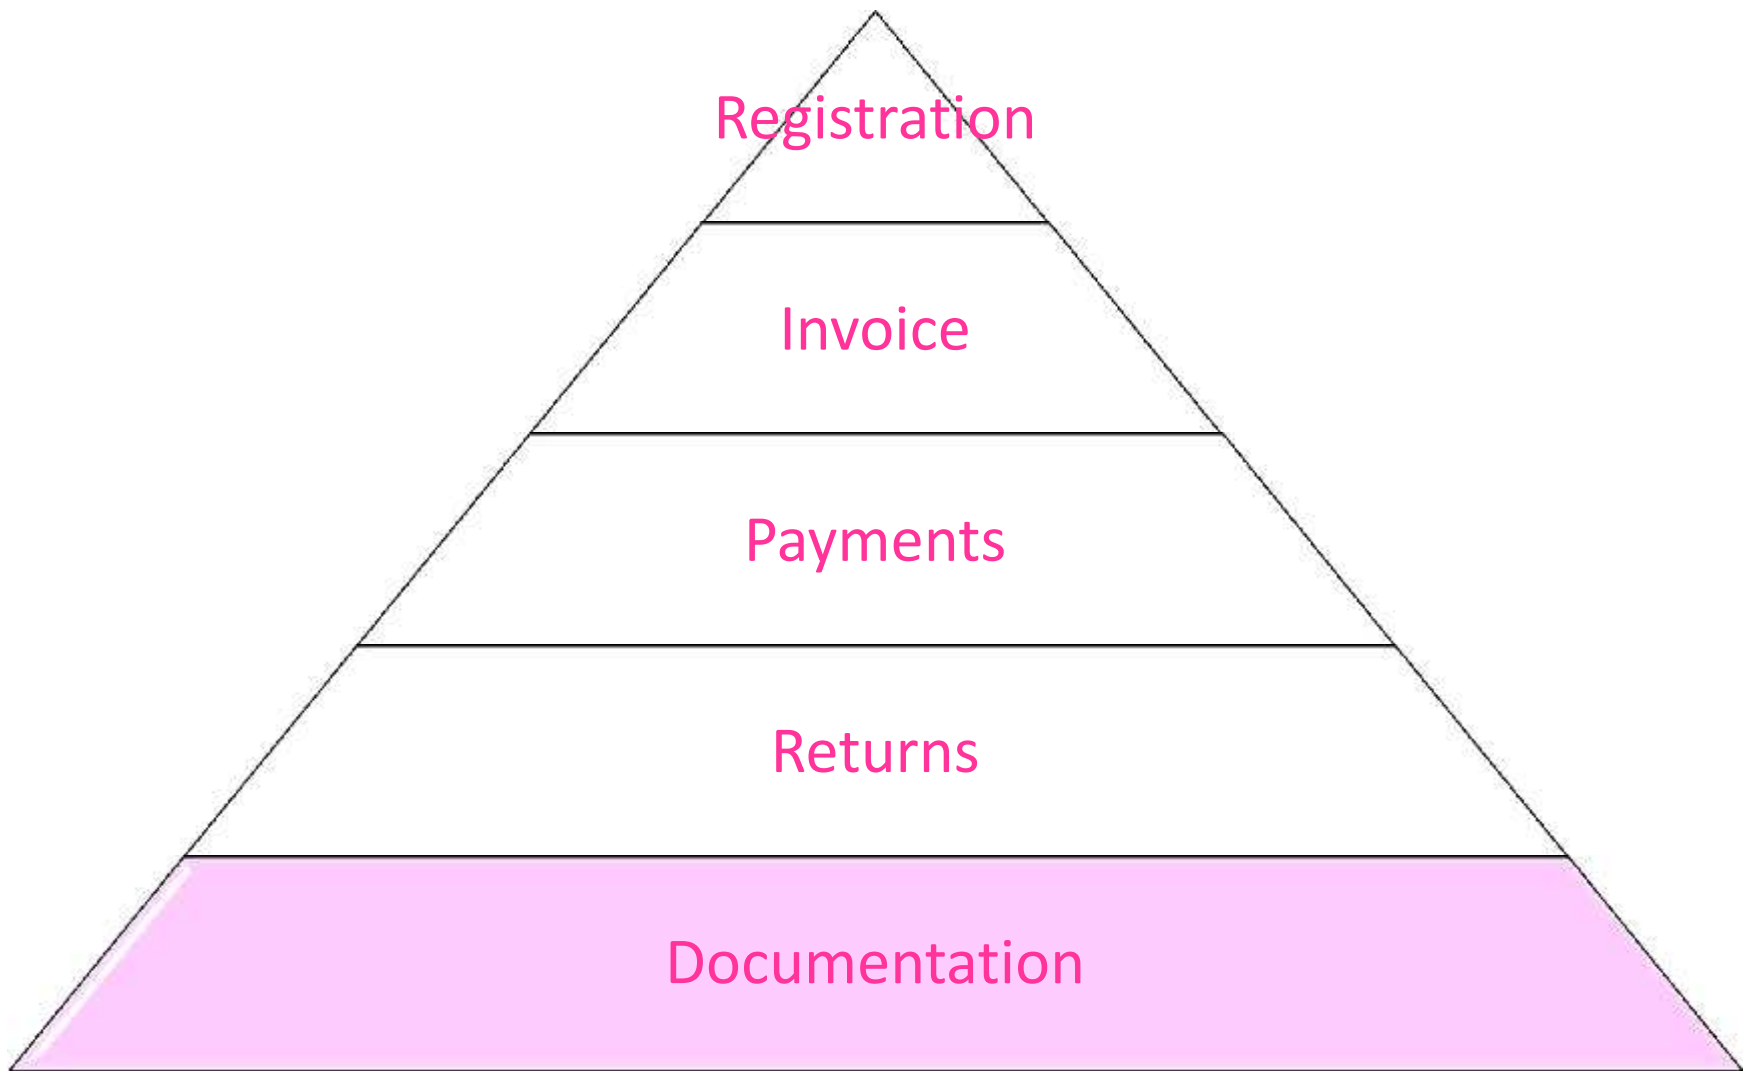 Registration
Invoice
Payments
Returns
Documentation